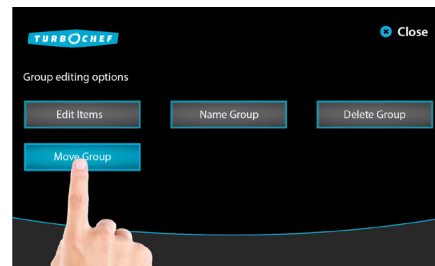 TURBOCHEF
Close
Group editing options
Edit Items
Name Group
Delete Group
Move Group